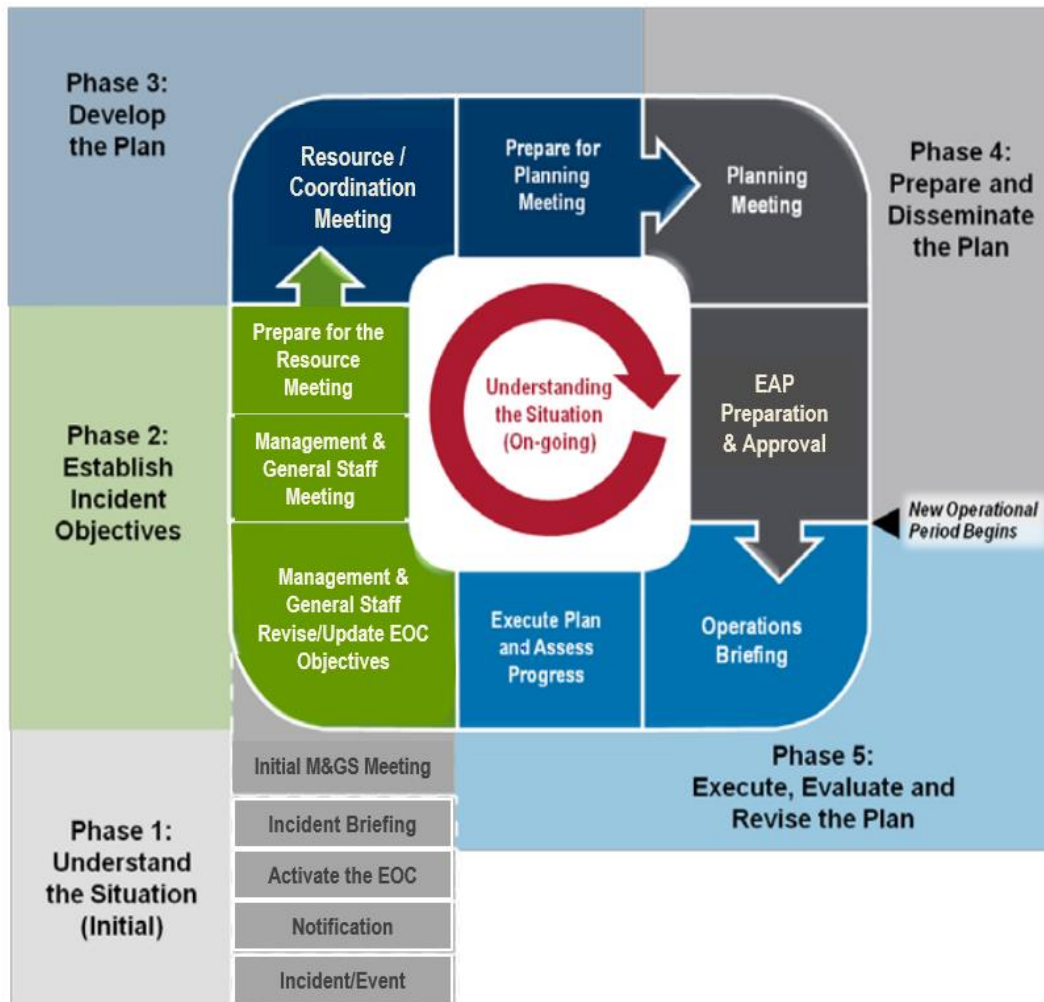 Phase 3:
Develop
the Plan
Resource /
Coordination
Meeting
Prepare for
Planning
Meeting
Planning
Meeting
Phase 4:
Prepare and
Disseminate
the Plan
Prepare for the
Resource
Meeting
Understanding
the Situation
(On-going)
EAP
Preparation
& Approval
Phase 2:
Establish
Incident
Objectives
Management &
General Staff
Meeting
New Operational
Period Begins
Management &
General Staff
Revise/Update EOC
Objectives
Execute Plan
and Assess
Progress
Operations
Briefing
Phase 5:
Execute, Evaluate and
Revise the Plan
Phase 1:
Understand
the Situation
(Initial)
Initial M&GS Meeting
Incident Briefing
Activate the EOC
Notification
Incident/Event